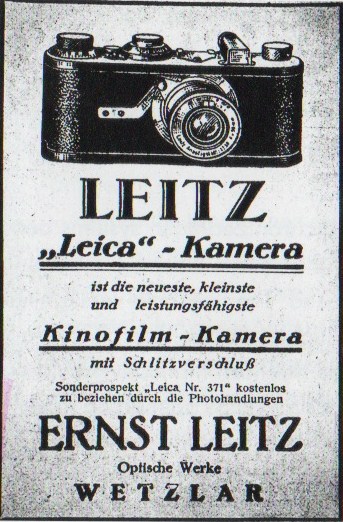 LEITZ
„Leica“ - Kamera
ist die neueste, kleinste
und leistungsfähigste
Kinofilm - Kamera
mit Schlitzverschluß
Sonderprospekt „Leica Nr. 371“ kostenlos
zu beziehen durch die Photohandlungen
ERNST LEITZ
Optische Werke
WETZLAR